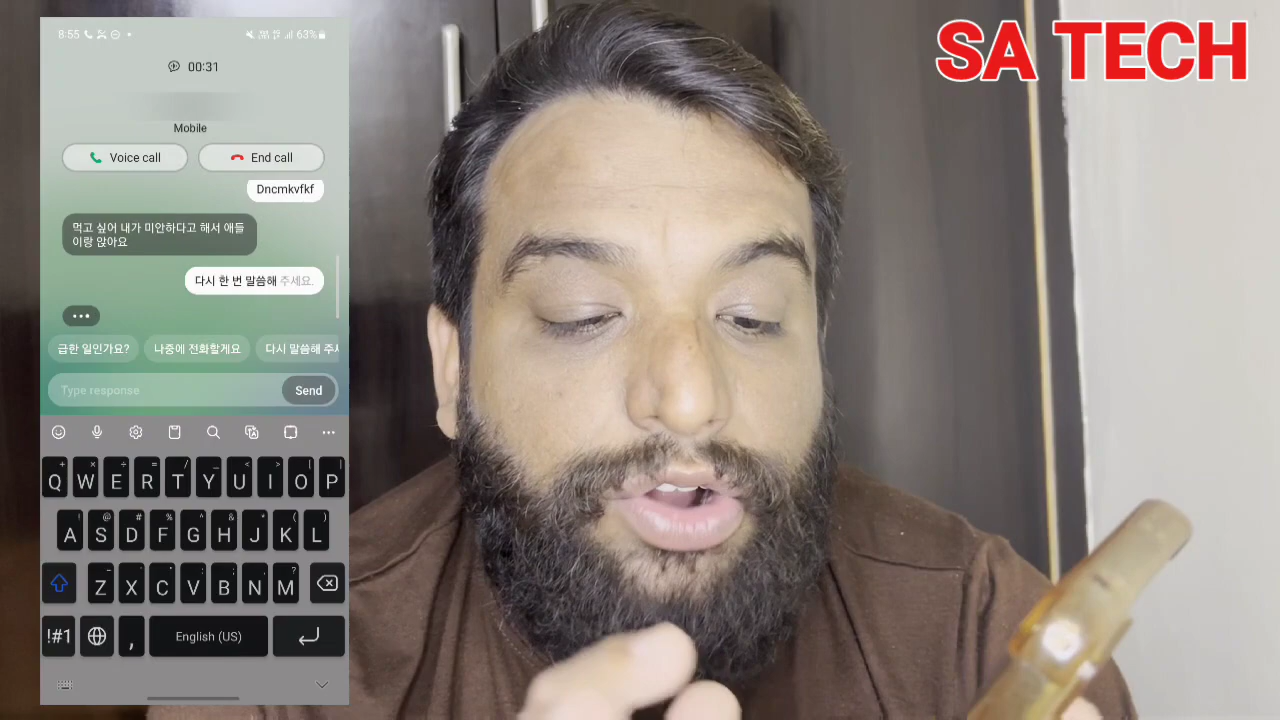 SA TECH
8:55
63%
00:31
Mobile
Voice call
End call
Dncmkvfkf
먹고 싶어 내가 미안하다고 해서 애들
이랑 앉아요
다시 한 번 말씀해 주세요.
급한 일인가요?
나중에 전화할게요
다시 말씀해 주
Type response
Send
Q W E R T Y U I O P
A S D F G H J K L
Z X C V B N M
!#1
,
English (US)